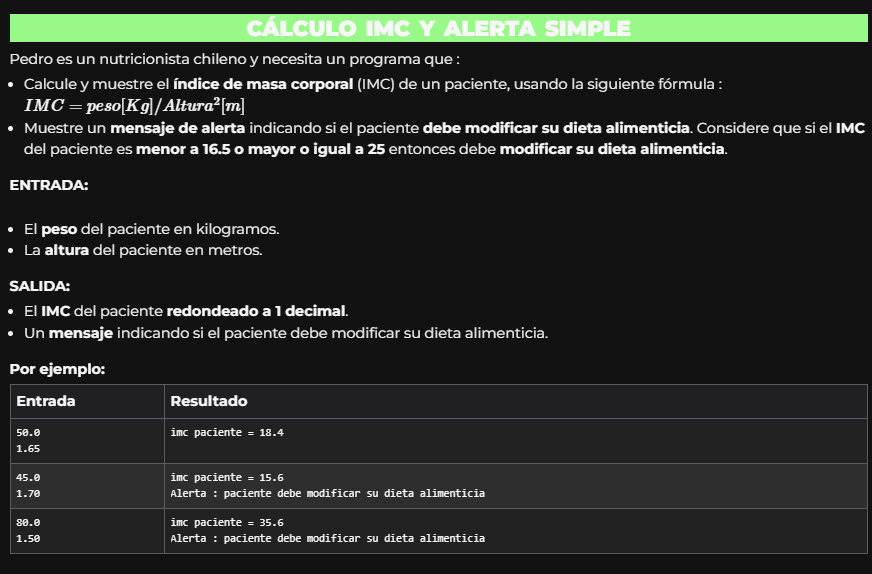 CÁLCULO IMC Y ALERTA SIMPLE
Pedro es un nutricionista chileno y necesita un programa que :
• Calcule y muestre el índice de masa corporal (IMC) de un paciente, usando la siguiente fórmula :
IMC = peso[Kg]/Altura²[m]
• Muestre un mensaje de alerta indicando si el paciente debe modificar su dieta alimenticia. Considere que si el IMC
del paciente es menor a 16.5 o mayor o igual a 25 entonces debe modificar su dieta alimenticia.
ENTRADA:
• El peso del paciente en kilogramos.
• La altura del paciente en metros.
SALIDA:
• El IMC del paciente redondeado a 1 decimal.
• Un mensaje indicando si el paciente debe modificar su dieta alimenticia.
Por ejemplo:
Entrada Resultado
50.0 imc paciente = 18.4
1.65
45.0 imc paciente = 15.6
1.70 Alerta : paciente debe modificar su dieta alimenticia
80.0 imc paciente = 35.6
1.50 Alerta : paciente debe modificar su dieta alimenticia